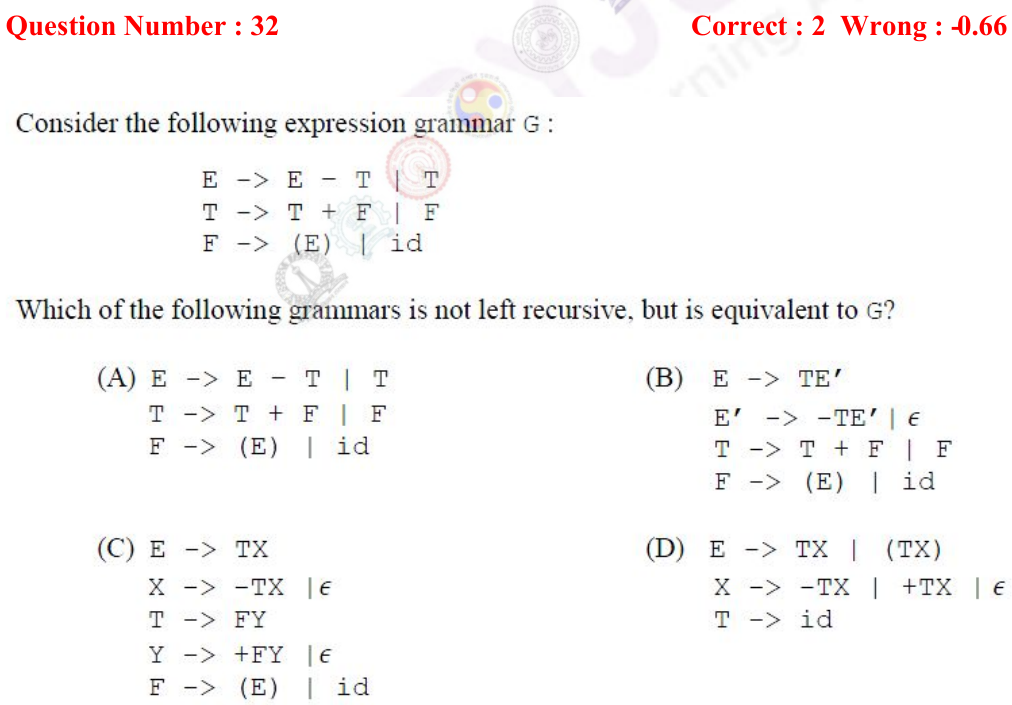 Question Number : 32 Correct : 2 Wrong : -0.66
Consider the following expression grammar G :
E -> E - T | T
T -> T + F | F
F -> (E) | id
Which of the following grammars is not left recursive, but is equivalent to G?
(A) E -> E - T | T
T -> T + F | F
F -> (E) | id
(B) E -> TE′
E′ -> -TE′ | ϵ
T -> T + F | F
F -> (E) | id
(C) E -> TX
X -> -TX | ϵ
T -> FY
Y -> +FY | ϵ
F -> (E) | id
(D) E -> TX | (TX)
X -> -TX | +TX | ϵ
T -> id